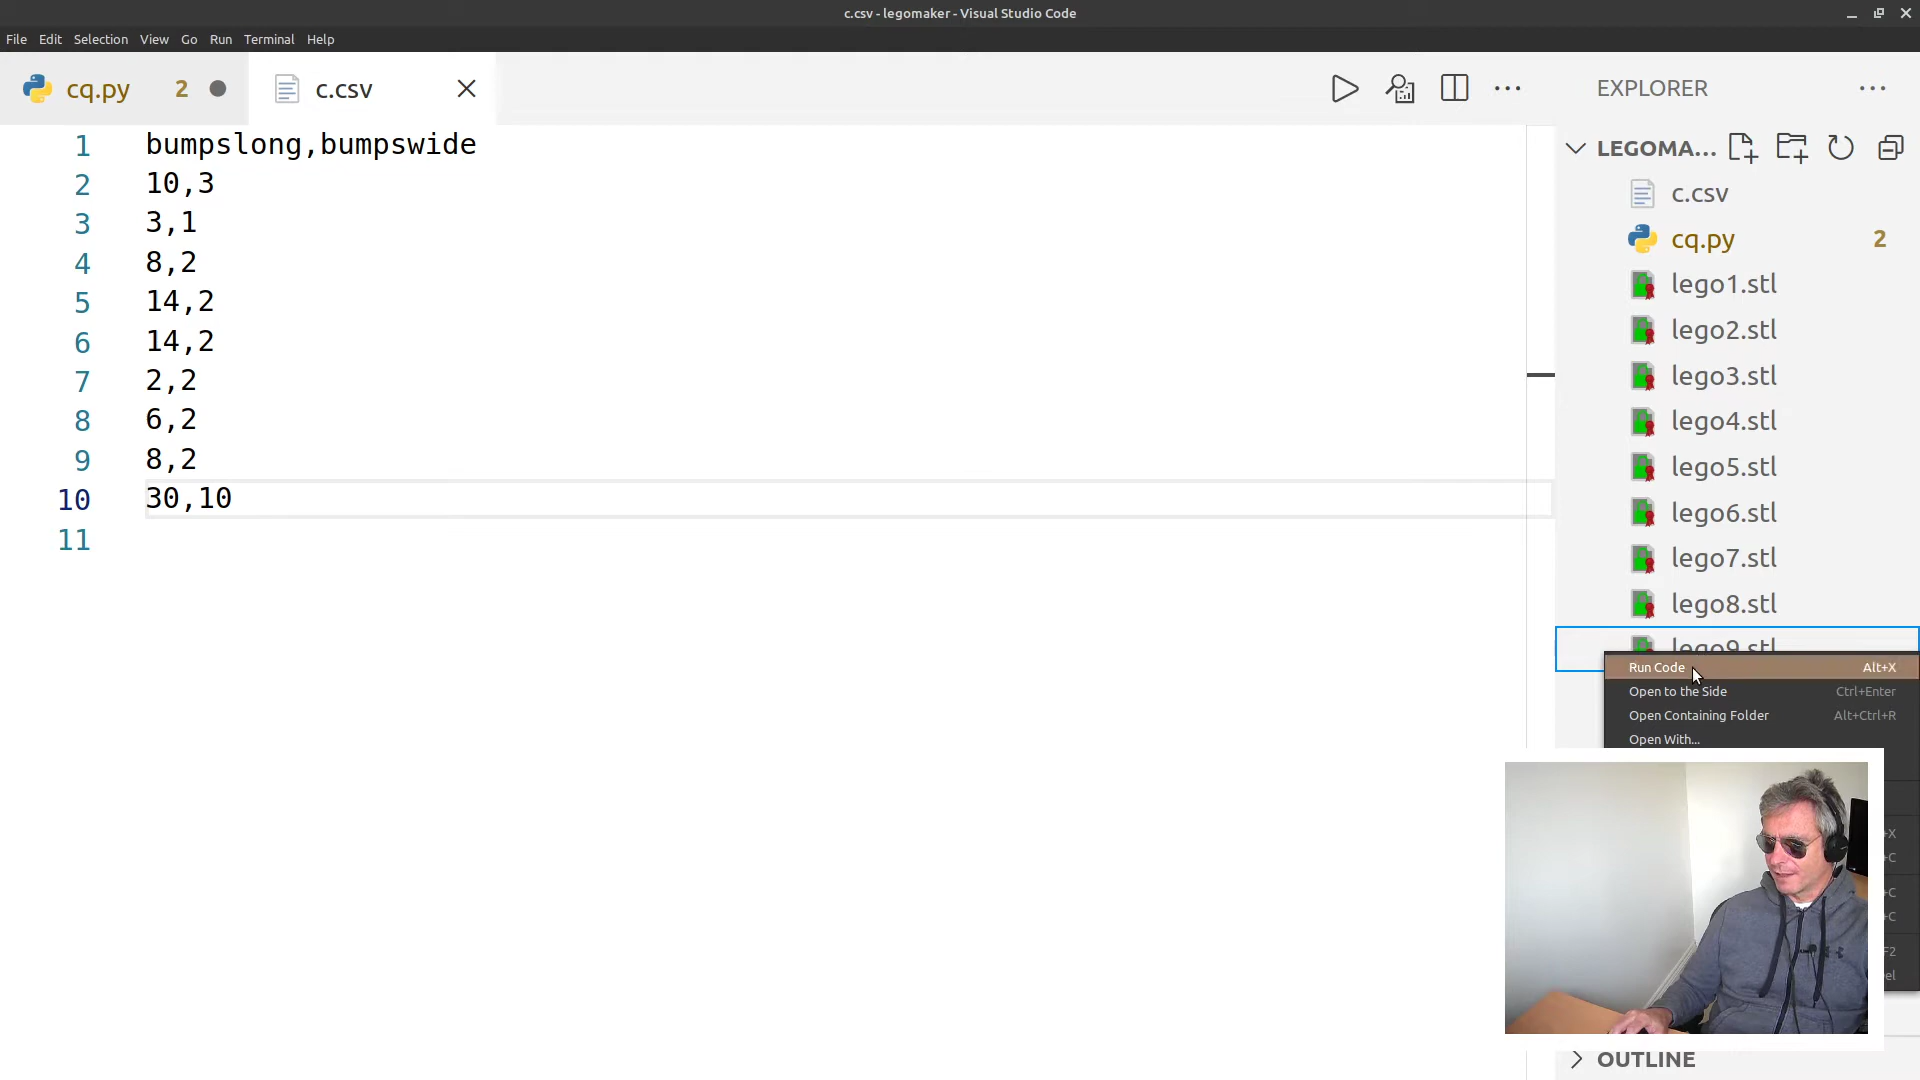 c.csv - legomaker - Visual Studio Code
File Edit Selection View Go Run Terminal Help
cq.py 2
c.csv
EXPLORER
1 bumpslong,bumpswide
2 10,3
3 3,1
4 8,2
5 14,2
6 14,2
7 2,2
8 6,2
9 8,2
10 30,10
11
LEGOMA...
c.csv
cq.py 2
lego1.stl
lego2.stl
lego3.stl
lego4.stl
lego5.stl
lego6.stl
lego7.stl
lego8.stl
lego9.stl
Run Code Alt+X
Open to the Side Ctrl+Enter
Open Containing Folder Alt+Ctrl+R
Open With...
+X
+C
+C
+C
F2
el
OUTLINE